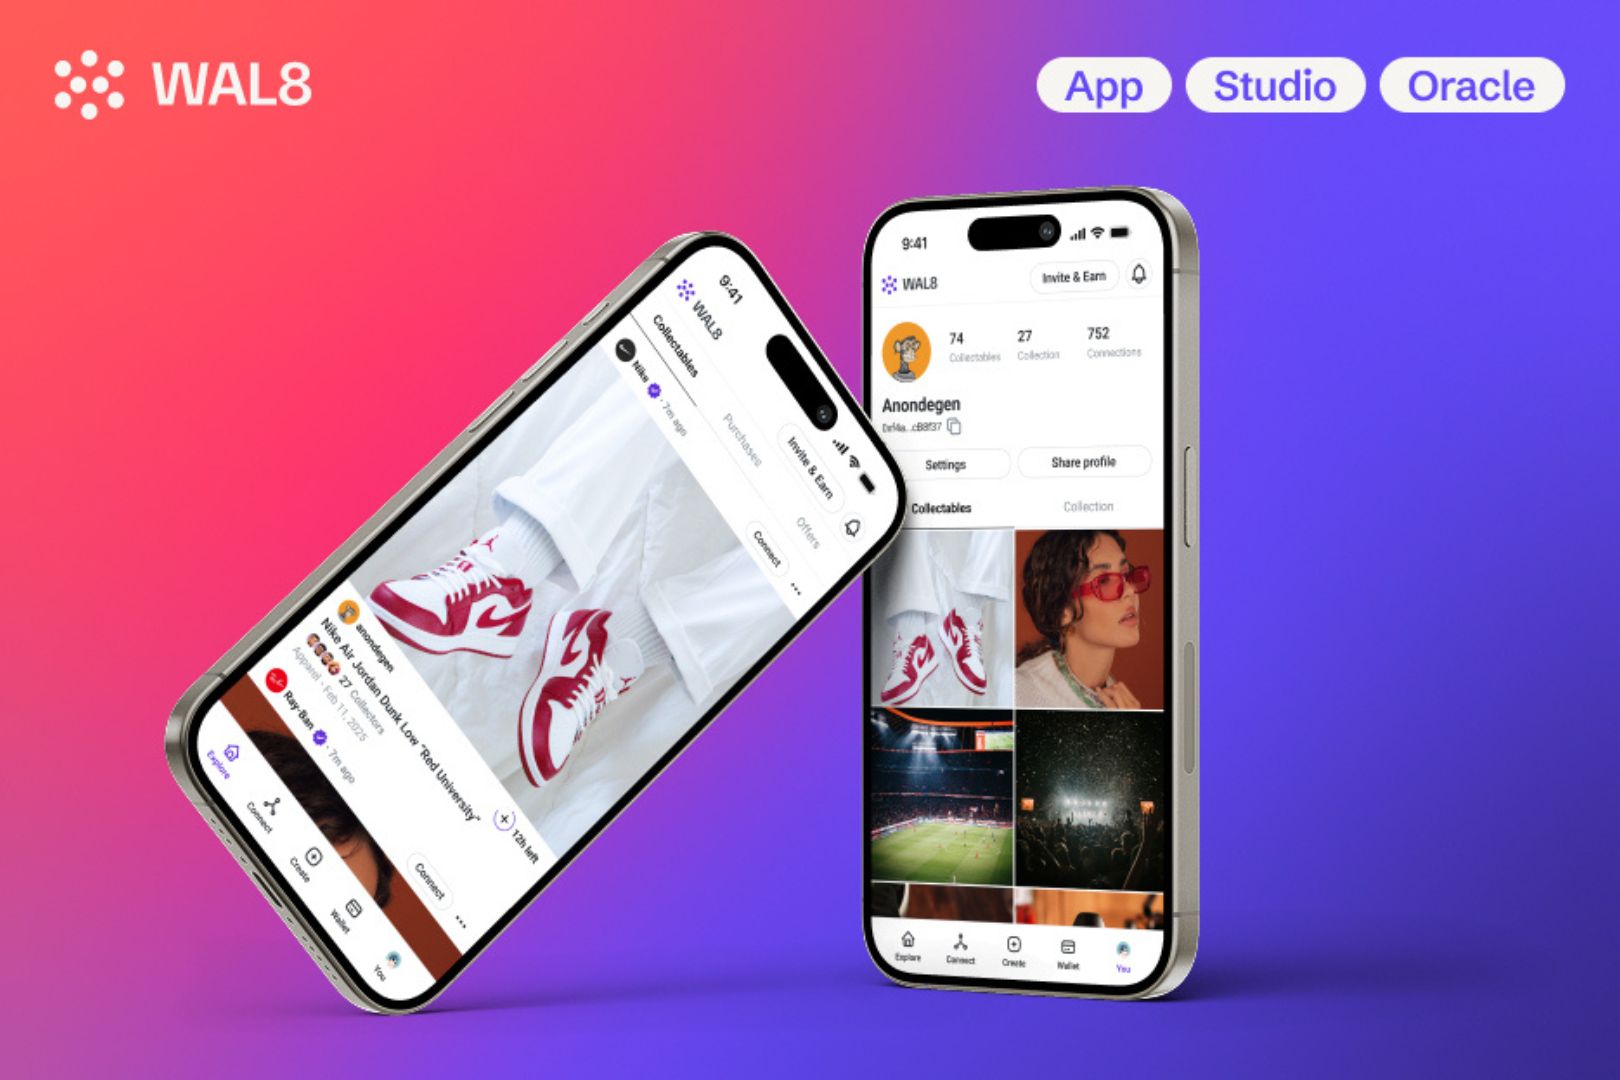 WAL8
App
Studio
Oracle
9:41
WAL8
Invite & Earn
Collectables
Purchases
Offers
Nike · 7m ago
Connect
anondegen
Nike Air Jordan Dunk Low "Red University"
27 Collectors
Apparel · Feb 11, 2025
12h left
Ray-Ban · 7m ago
Connect
Explore
Connect
Create
Wallet
You
9:41
WAL8
Invite & Earn
74
27
752
Collectables
Collection
Connections
Anondegen
Settings
Share profile
Collectables
Collection
Explore
Connect
Create
Wallet
You